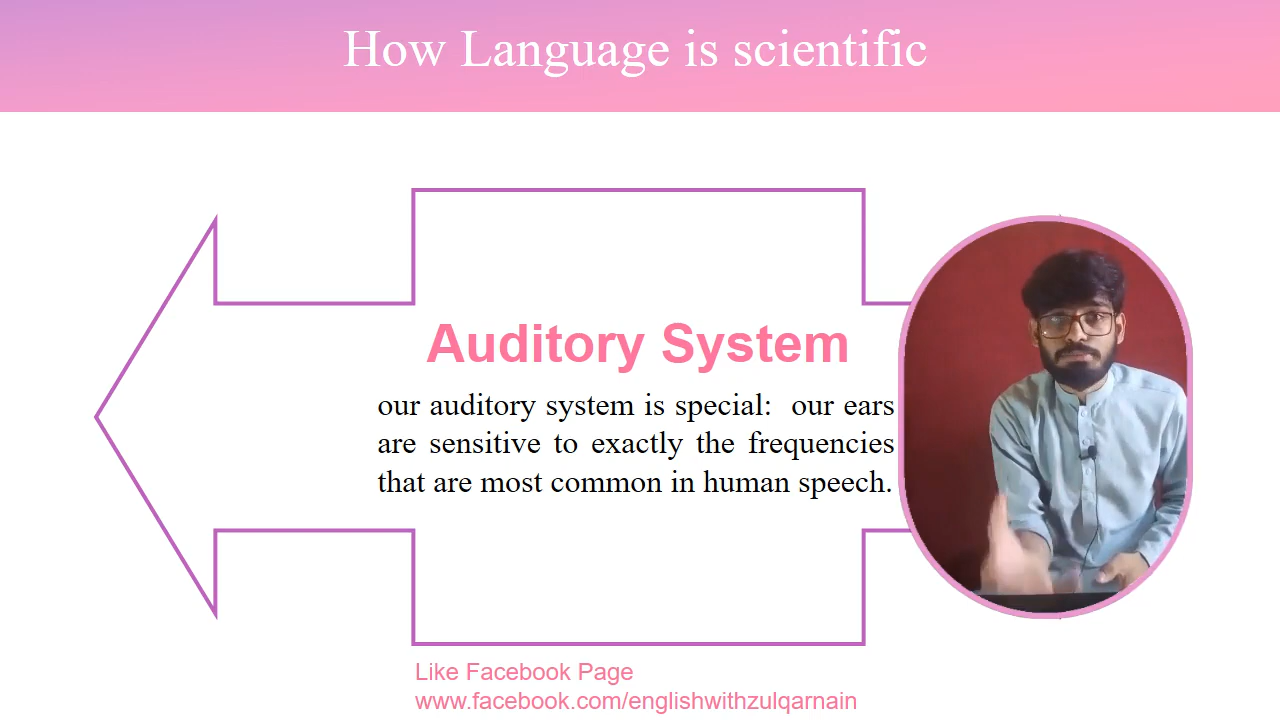 How Language is scientific
Auditory System
our auditory system is special:  our ears
are sensitive to exactly the frequencies
that are most common in human speech.
Like Facebook Page
www.facebook.com/englishwithzulqarnain